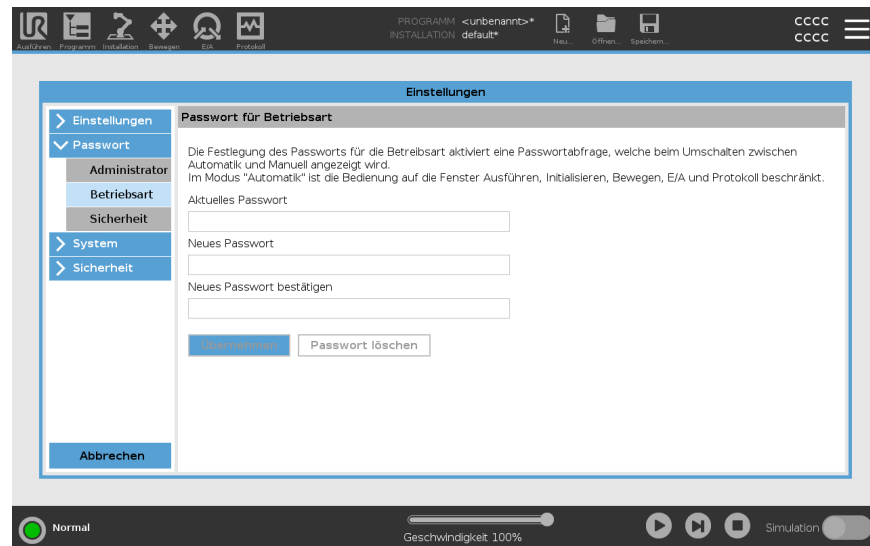 UR
PROGRAMM <unbenannt>*
INSTALLATION default*
Ausführen Programm Installation Bewegen E/A Protokoll
Neu... Öffnen... Speichern...
cccc
cccc
Einstellungen
Einstellungen
Passwort
Administrator
Betriebsart
Sicherheit
System
Sicherheit
Abbrechen
Passwort für Betriebsart
Die Festlegung des Passworts für die Betreibsart aktiviert eine Passwortabfrage, welche beim Umschalten zwischen
Automatik und Manuell angezeigt wird.
Im Modus "Automatik" ist die Bedienung auf die Fenster Ausführen, Initialisieren, Bewegen, E/A und Protokoll beschränkt.
Aktuelles Passwort
Neues Passwort
Neues Passwort bestätigen
Übernehmen Passwort löschen
Normal
Geschwindigkeit 100%
Simulation